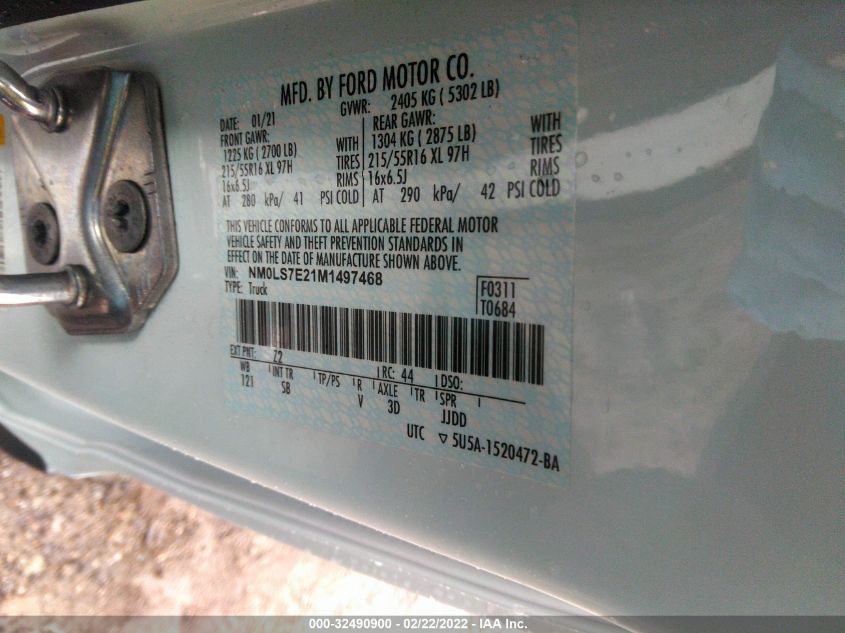 MFD. BY FORD MOTOR CO.
DATE: 01/21 GVWR: 2405 KG ( 5302 LB)
FRONT GAWR: REAR GAWR:
1225 KG ( 2700 LB) WITH 1304 KG ( 2875 LB) WITH
215/55R16 XL 97H TIRES 215/55R16 XL 97H TIRES
16x6.5J RIMS 16x6.5J RIMS
AT 280 kPa/ 41 PSI COLD AT 290 kPa/ 42 PSI COLD
THIS VEHICLE CONFORMS TO ALL APPLICABLE FEDERAL MOTOR
VEHICLE SAFETY AND THEFT PREVENTION STANDARDS IN
EFFECT ON THE DATE OF MANUFACTURE SHOWN ABOVE.
VIN: NM0LS7E21M1497468
TYPE: Truck
F0311
T0684
EXT PNT: Z2 RC: 44 DSO:
WB INT TR TP/PS R AXLE TR SPR
121 SB V 3D JJDD
UTC ▽ 5U5A-1520472-BA
000-32490900 - 02/22/2022 - IAA Inc.